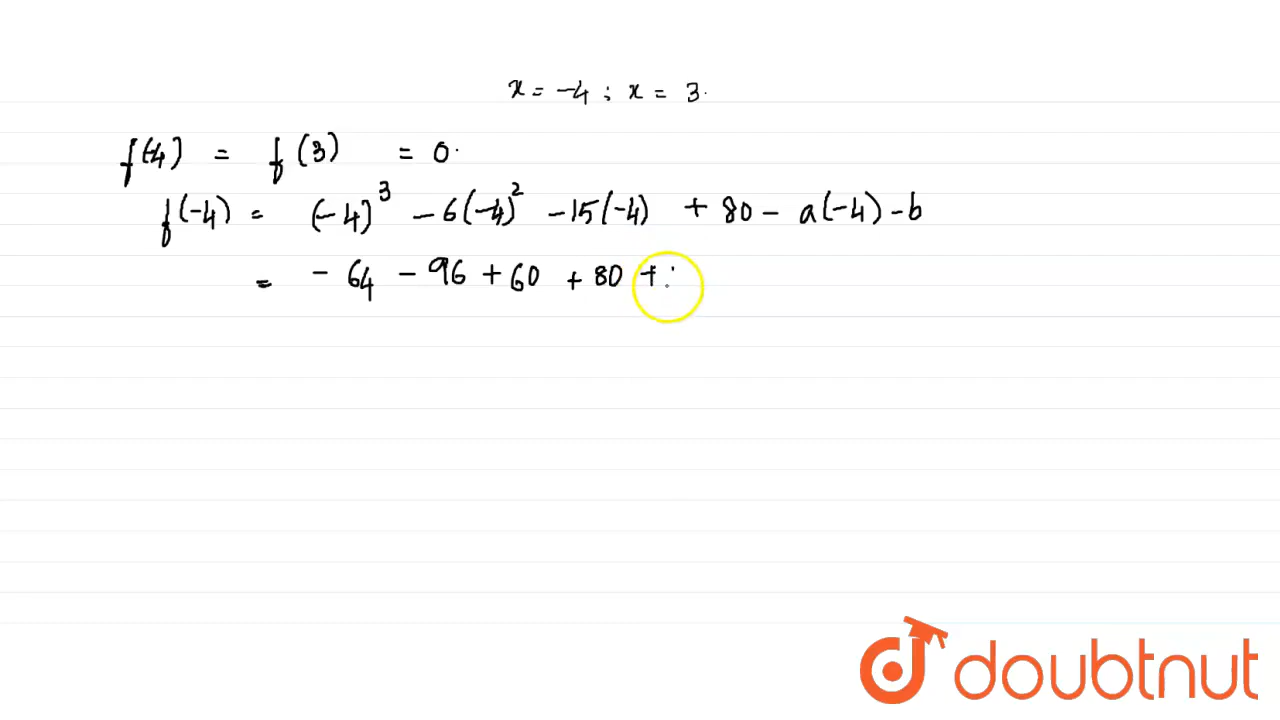 x = -4 ; x = 3.
f(-4) = f(3) = 0.
f(-4) = (-4)³ - 6(-4)² - 15(-4) + 80 - a(-4) - b
= - 64 - 96 + 60 + 80 +
doubtnut